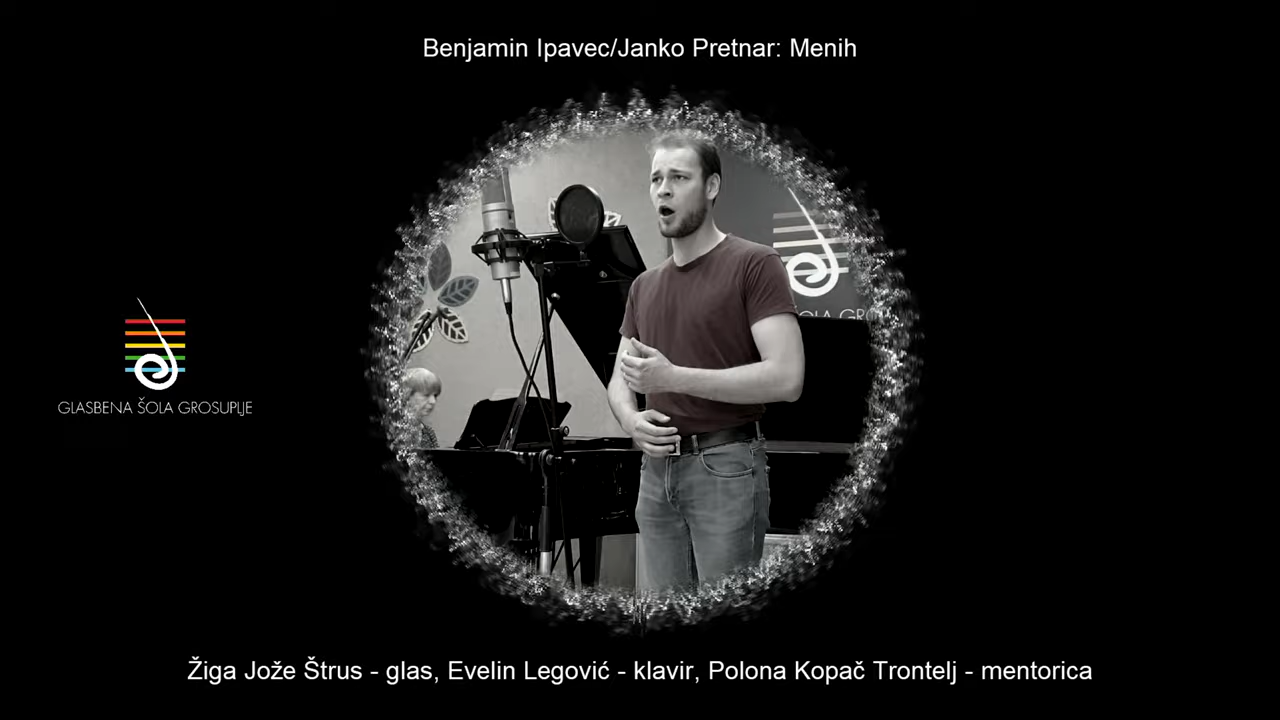 Benjamin Ipavec/Janko Pretnar: Menih
GLASBENA ŠOLA GROSUPLJE
Žiga Jože Štrus - glas, Evelin Legović - klavir, Polona Kopač Trontelj - mentorica